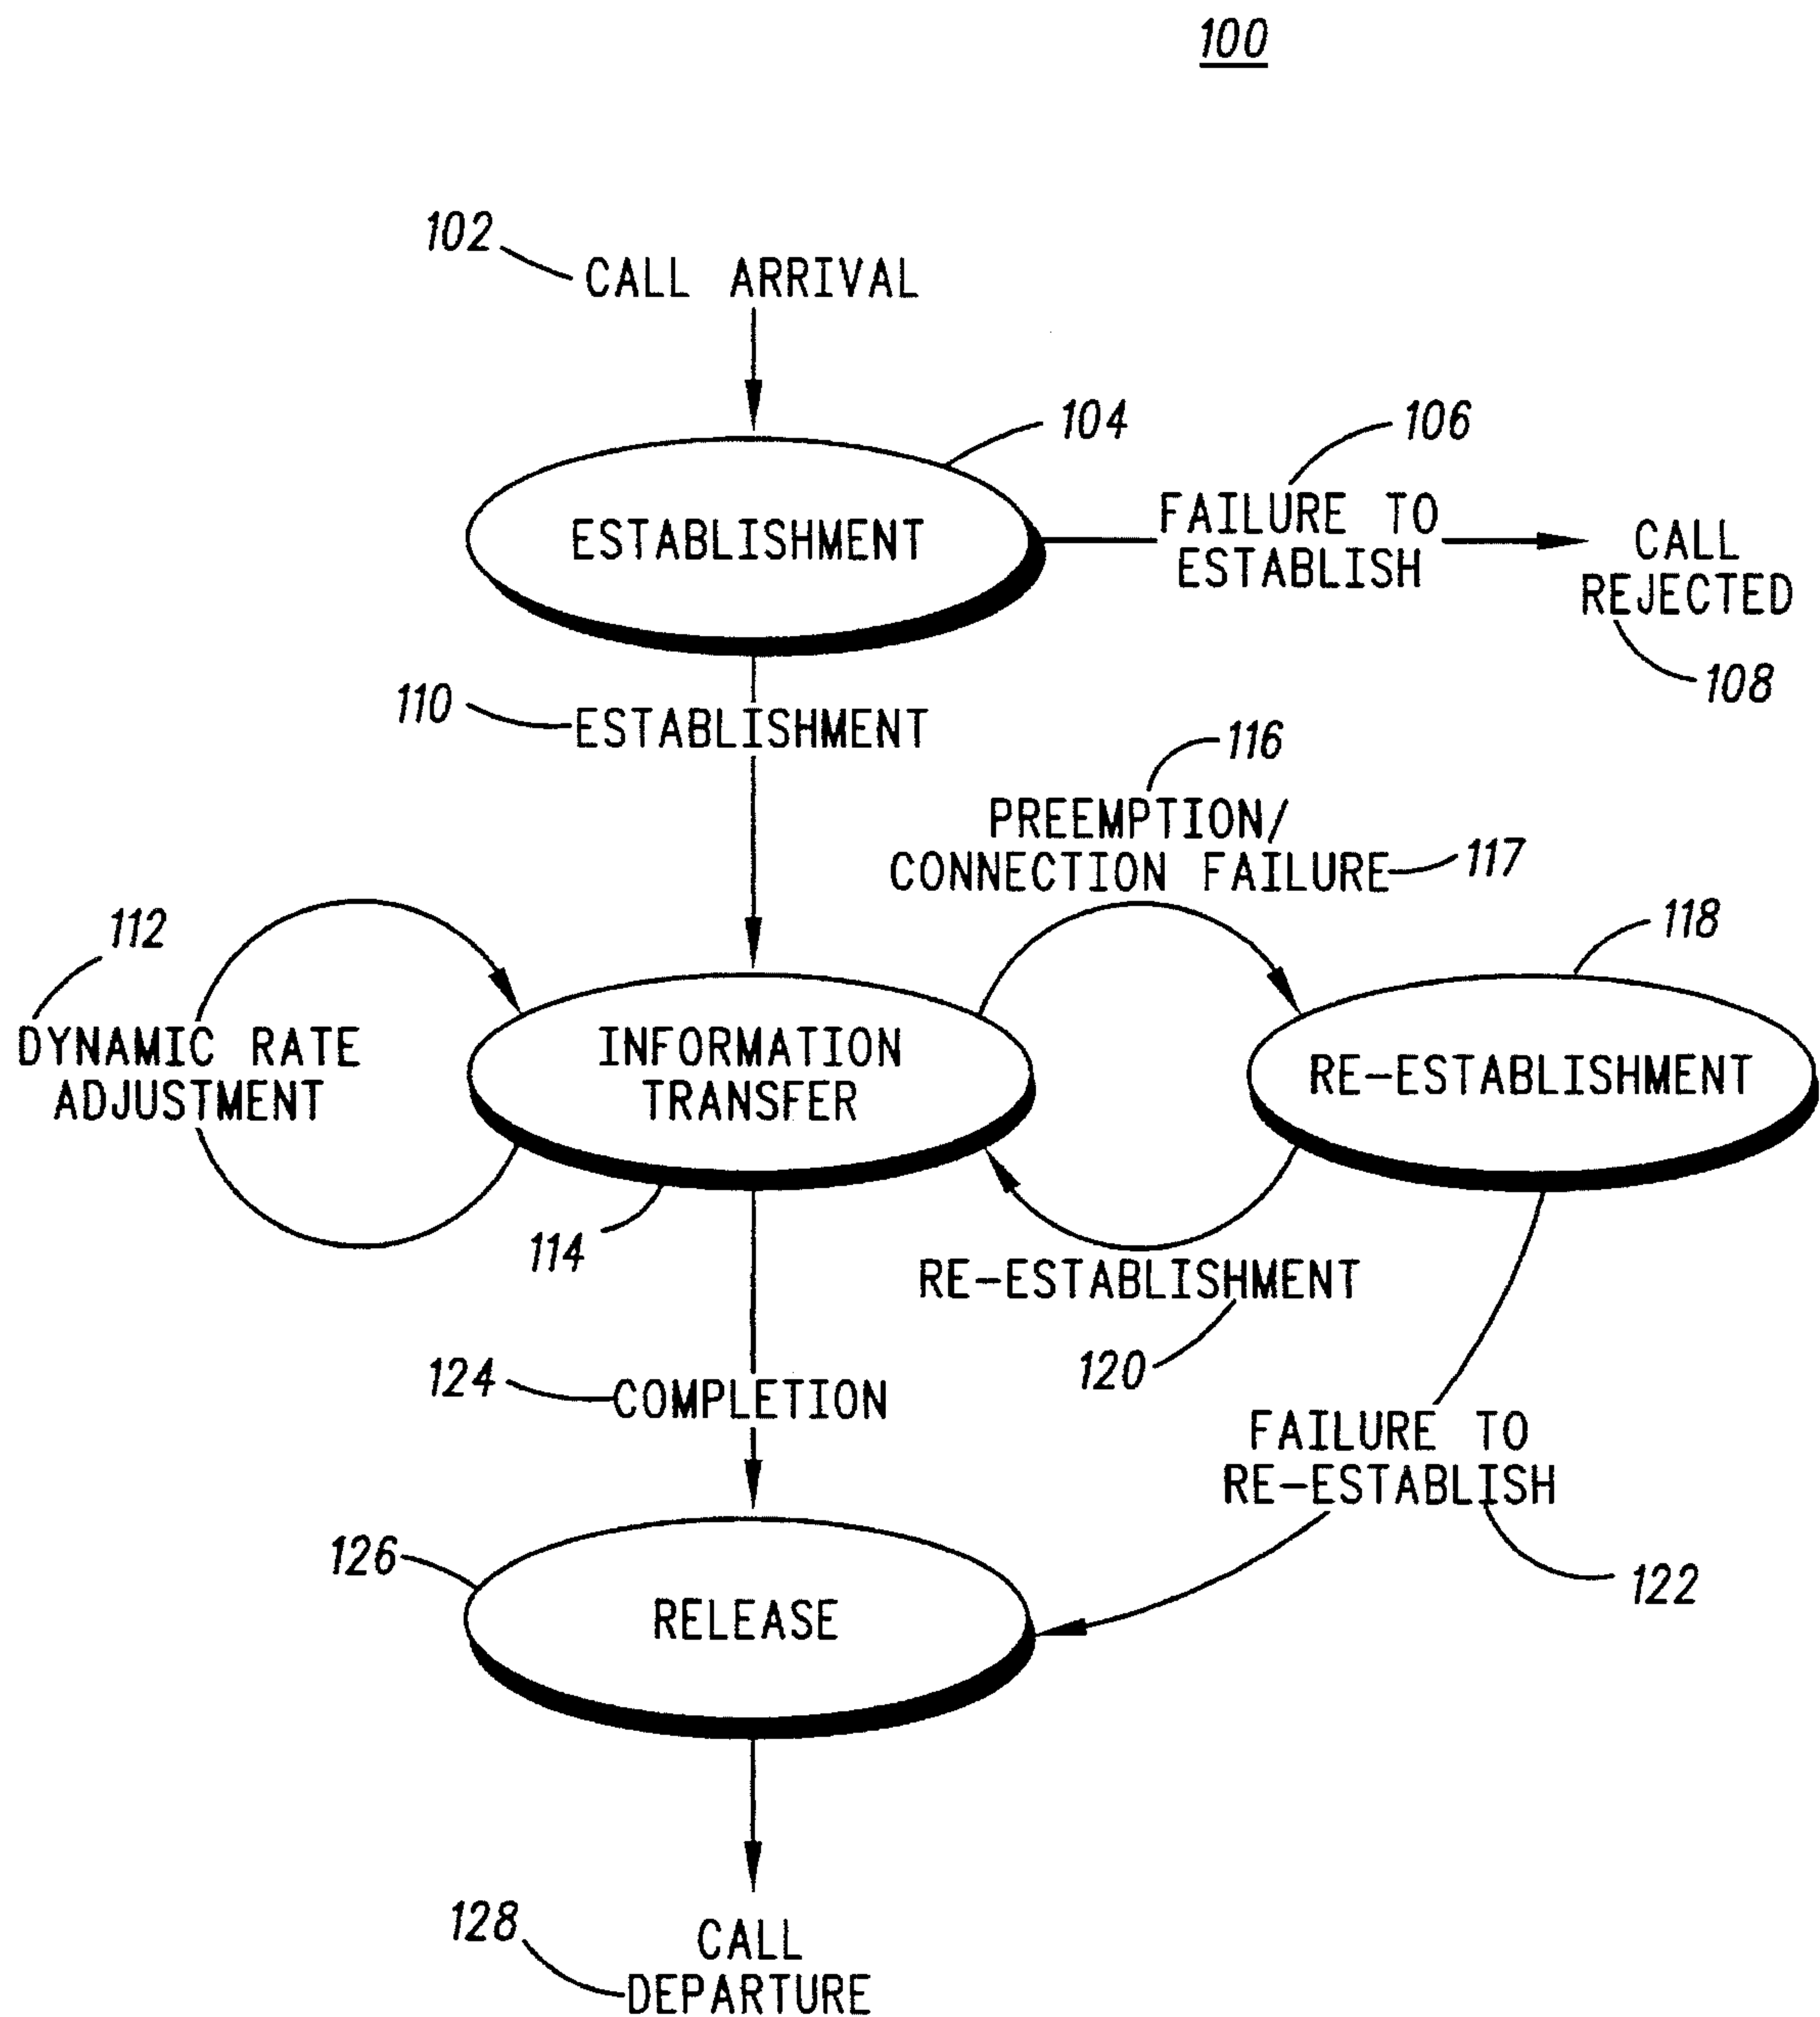 100
102
CALL ARRIVAL
104
106
ESTABLISHMENT
FAILURE TO
ESTABLISH
CALL
REJECTED
108
110
ESTABLISHMENT
116
PREEMPTION/
CONNECTION FAILURE
117
112
118
DYNAMIC RATE
ADJUSTMENT
INFORMATION
TRANSFER
RE-ESTABLISHMENT
114
RE-ESTABLISHMENT
120
124
COMPLETION
FAILURE TO
RE-ESTABLISH
122
126
RELEASE
128
CALL
DEPARTURE